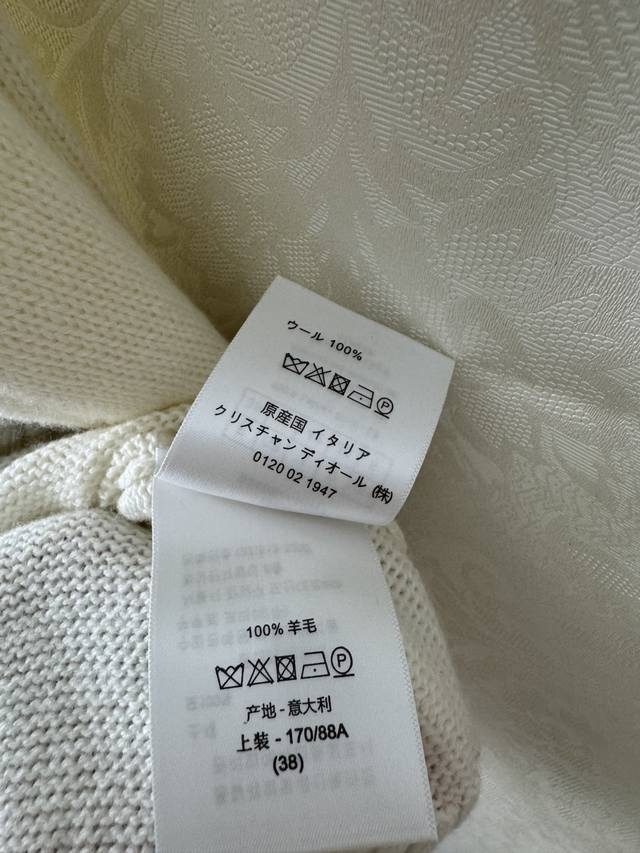 ウール 100%
P
原産国 イタリア
クリスチャン ディオール (株)
0120 02 1947
100% 羊毛
P
产地 - 意大利
上装 - 170/88A
(38)